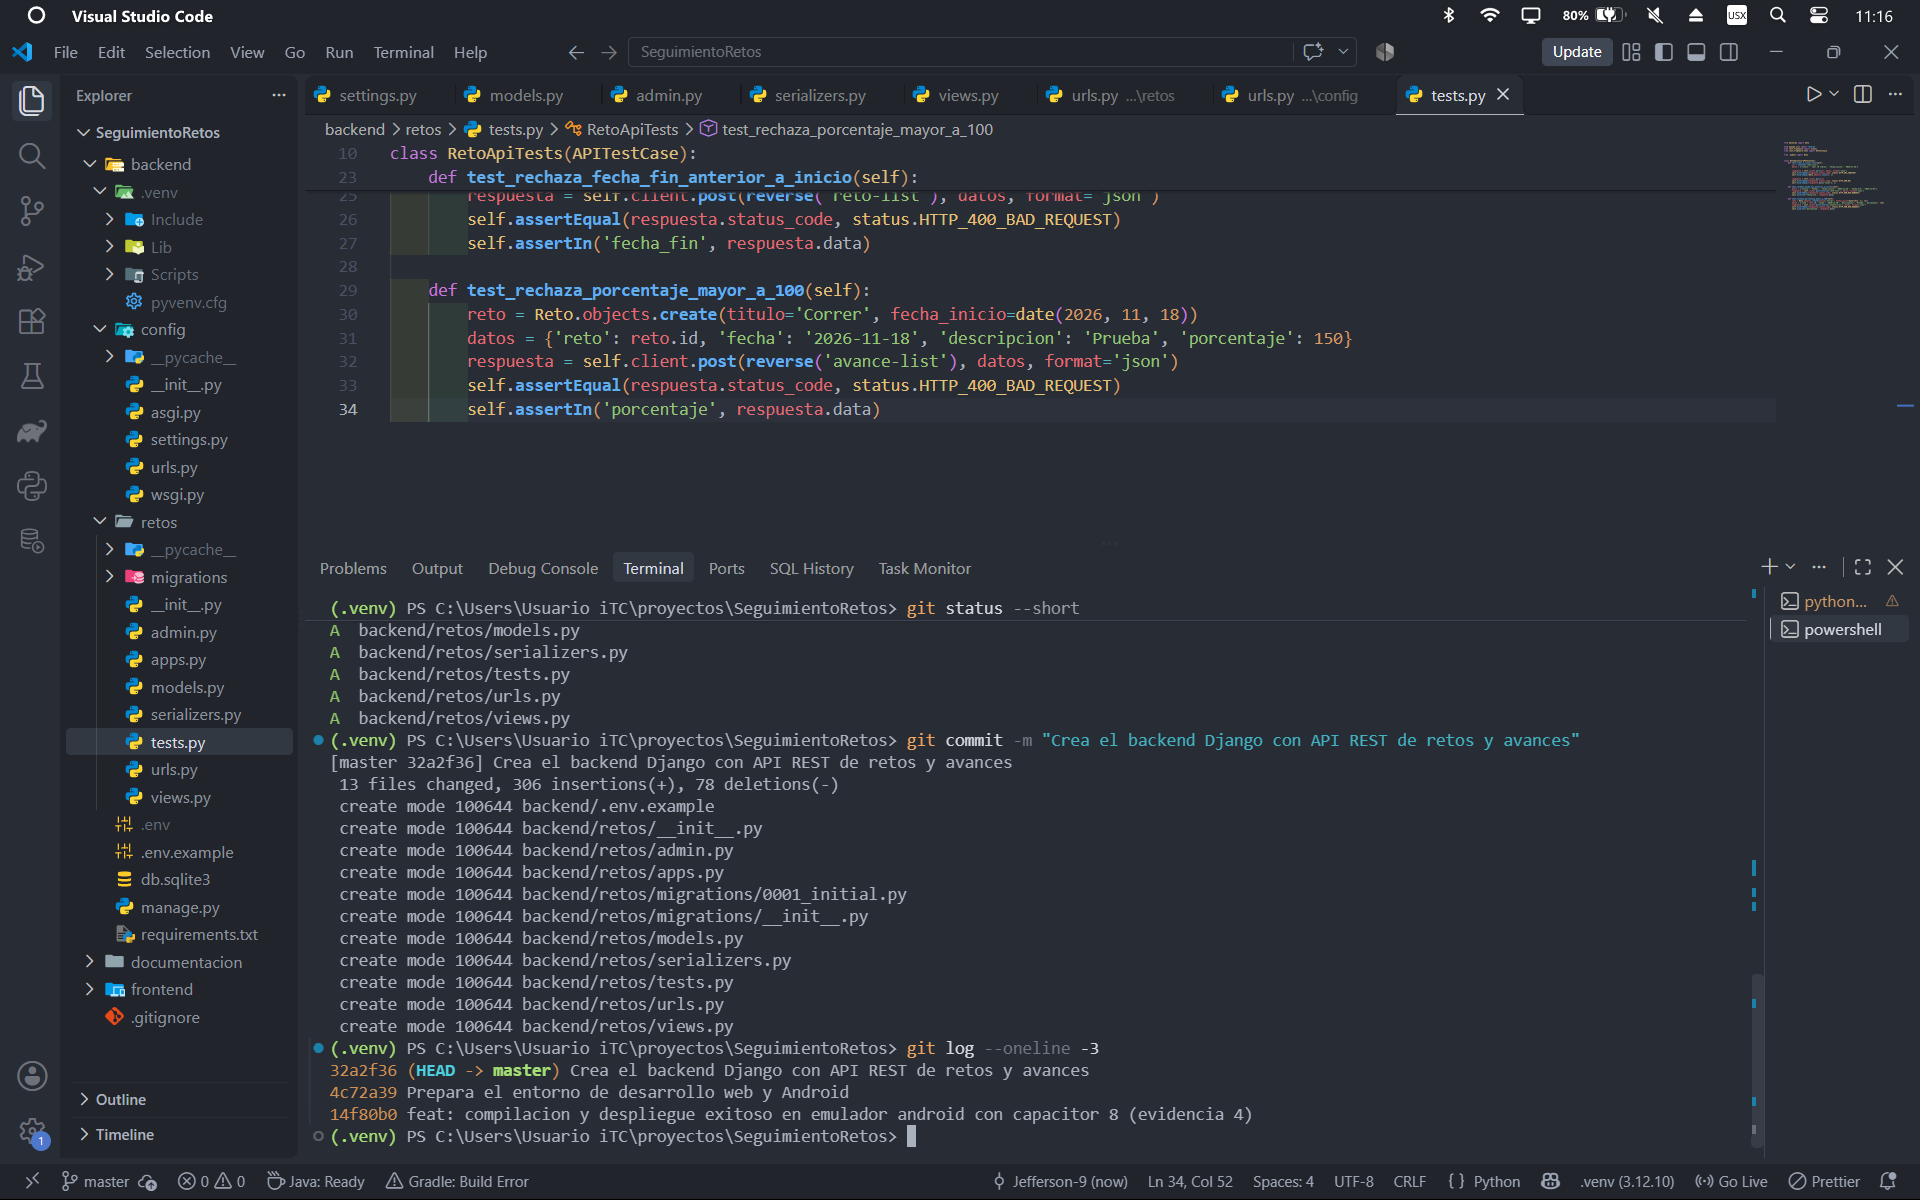 Visual Studio Code
80%
USX
11:16
File Edit Selection View Go Run Terminal Help
SeguimientoRetos
Update
Explorer
settings.py
models.py
admin.py
serializers.py
views.py
urls.py ...\retos
urls.py ...\config
tests.py
SeguimientoRetos
backend > retos > tests.py > RetoApiTests > test_rechaza_porcentaje_mayor_a_100
backend
.venv
Include
Lib
Scripts
pyvenv.cfg
config
__pycache__
__init__.py
asgi.py
settings.py
urls.py
wsgi.py
retos
__pycache__
migrations
__init__.py
admin.py
apps.py
models.py
serializers.py
tests.py
urls.py
views.py
.env
.env.example
db.sqlite3
manage.py
requirements.txt
documentacion
frontend
.gitignore
Outline
Timeline
1
10 class RetoApiTests(APITestCase):
23 def test_rechaza_fecha_fin_anterior_a_inicio(self):
25 respuesta = self.client.post(reverse('reto-list'), datos, format='json')
26 self.assertEqual(respuesta.status_code, status.HTTP_400_BAD_REQUEST)
27 self.assertIn('fecha_fin', respuesta.data)
28
29 def test_rechaza_porcentaje_mayor_a_100(self):
30 reto = Reto.objects.create(titulo='Correr', fecha_inicio=date(2026, 11, 18))
31 datos = {'reto': reto.id, 'fecha': '2026-11-18', 'descripcion': 'Prueba', 'porcentaje': 150}
32 respuesta = self.client.post(reverse('avance-list'), datos, format='json')
33 self.assertEqual(respuesta.status_code, status.HTTP_400_BAD_REQUEST)
34 self.assertIn('porcentaje', respuesta.data)
Problems Output Debug Console Terminal Ports SQL History Task Monitor
python...
powershell
(.venv) PS C:\Users\Usuario iTC\proyectos\SeguimientoRetos> git status --short
A backend/retos/models.py
A backend/retos/serializers.py
A backend/retos/tests.py
A backend/retos/urls.py
A backend/retos/views.py
(.venv) PS C:\Users\Usuario iTC\proyectos\SeguimientoRetos> git commit -m "Crea el backend Django con API REST de retos y avances"
[master 32a2f36] Crea el backend Django con API REST de retos y avances
13 files changed, 306 insertions(+), 78 deletions(-)
create mode 100644 backend/.env.example
create mode 100644 backend/retos/__init__.py
create mode 100644 backend/retos/admin.py
create mode 100644 backend/retos/apps.py
create mode 100644 backend/retos/migrations/0001_initial.py
create mode 100644 backend/retos/migrations/__init__.py
create mode 100644 backend/retos/models.py
create mode 100644 backend/retos/serializers.py
create mode 100644 backend/retos/tests.py
create mode 100644 backend/retos/urls.py
create mode 100644 backend/retos/views.py
(.venv) PS C:\Users\Usuario iTC\proyectos\SeguimientoRetos> git log --oneline -3
32a2f36 (HEAD -> master) Crea el backend Django con API REST de retos y avances
4c72a39 Prepara el entorno de desarrollo web y Android
14f80b0 feat: compilacion y despliegue exitoso en emulador android con capacitor 8 (evidencia 4)
(.venv) PS C:\Users\Usuario iTC\proyectos\SeguimientoRetos>
master 0 0 Java: Ready Gradle: Build Error Jefferson-9 (now) Ln 34, Col 52 Spaces: 4 UTF-8 CRLF { } Python .venv (3.12.10) Go Live Prettier